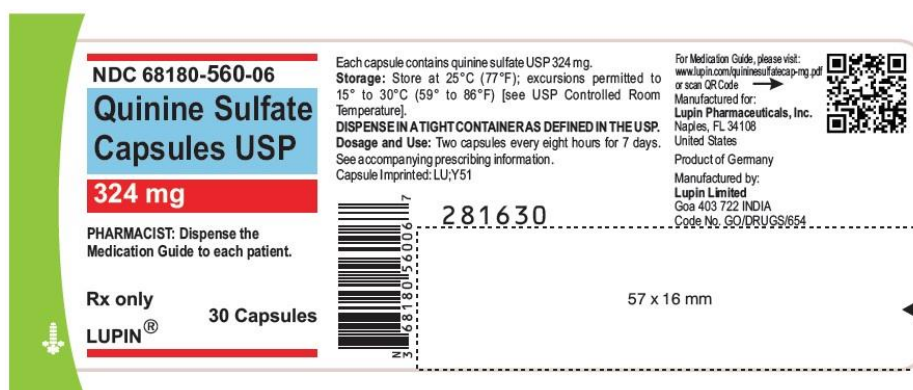 NDC 68180-560-06
Quinine Sulfate
Capsules USP
324 mg
PHARMACIST: Dispense the
Medication Guide to each patient.
Rx only
30 Capsules
LUPIN®
Each capsule contains quinine sulfate USP 324 mg.
Storage: Store at 25°C (77°F); excursions permitted to
15° to 30°C (59° to 86°F) [see USP Controlled Room
Temperature].
DISPENSE IN A TIGHT CONTAINER AS DEFINED IN THE USP.
Dosage and Use: Two capsules every eight hours for 7 days.
See accompanying prescribing information.
Capsule Imprinted: LU;Y51
N
3 68180 56006 7
281630
57 x 16 mm
For Medication Guide, please visit:
www.lupin.com/quininesulfatecap-mg.pdf
or scan QR Code
Manufactured for:
Lupin Pharmaceuticals, Inc.
Naples, FL 34108
United States
Product of Germany
Manufactured by:
Lupin Limited
Goa 403 722 INDIA
Code No. GO/DRUGS/654